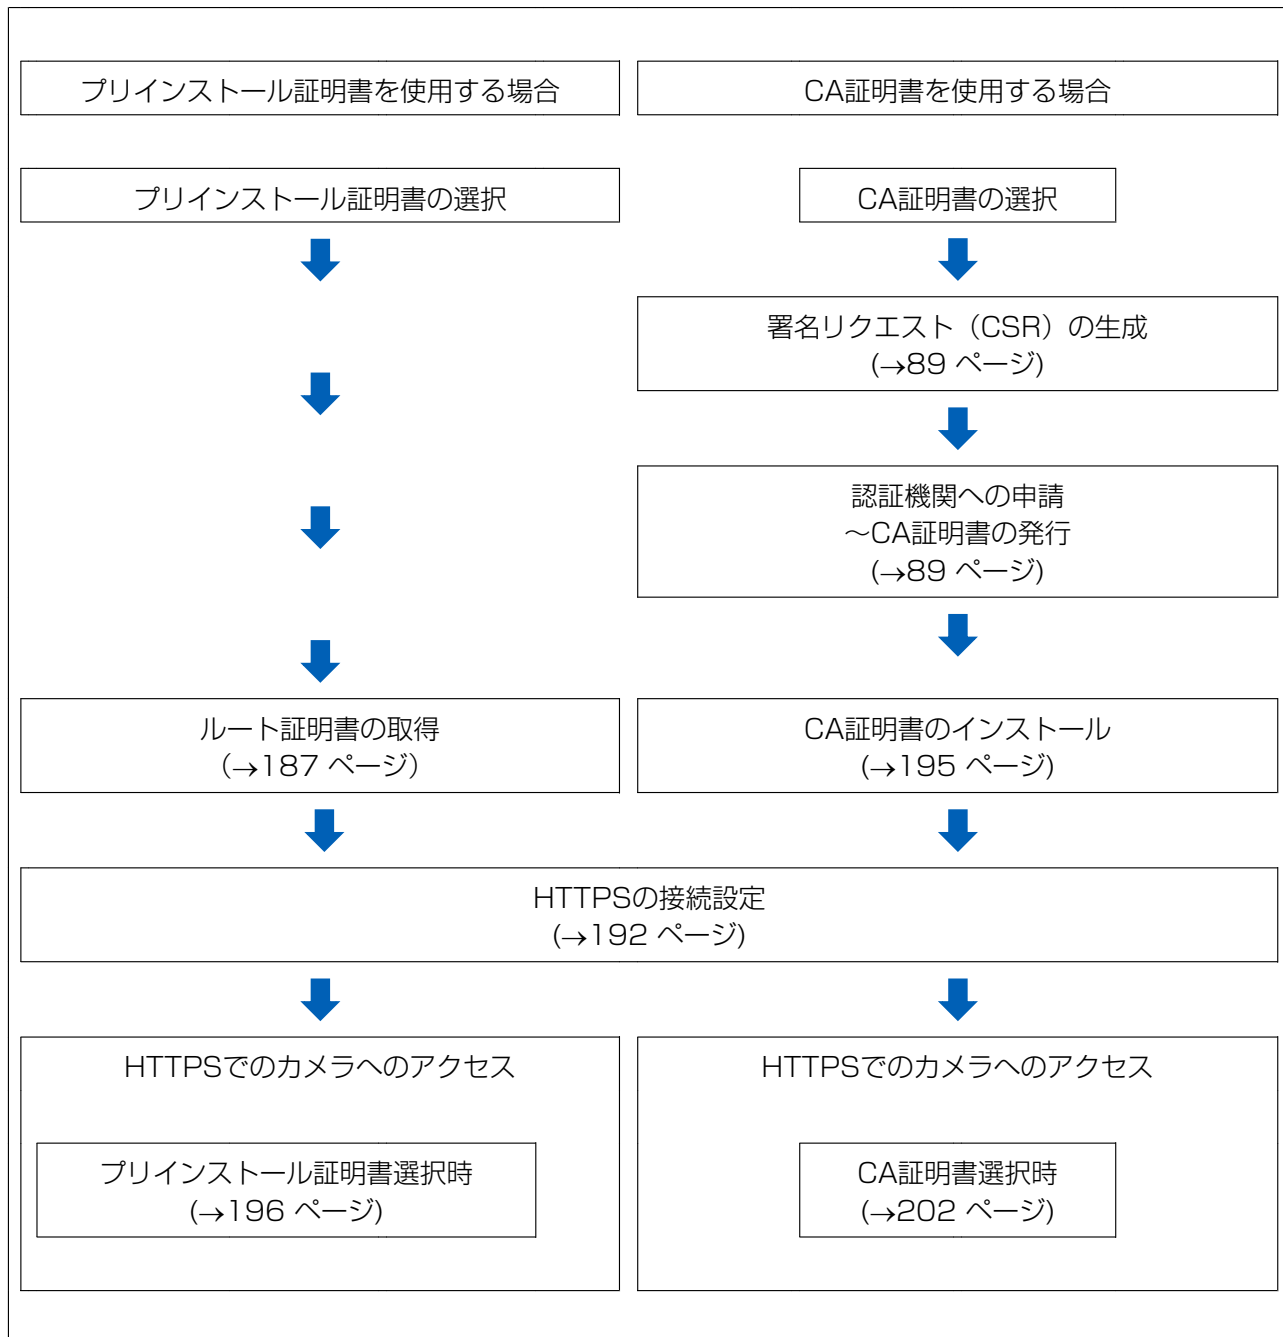 プリインストール証明書を使用する場合
CA証明書を使用する場合
プリインストール証明書の選択
CA証明書の選択
署名リクエスト（CSR）の生成
(→89 ページ)
認証機関への申請
～CA証明書の発行
(→89 ページ)
ルート証明書の取得
（→187 ページ）
CA証明書のインストール
(→195 ページ)
HTTPSの接続設定
(→192 ページ)
HTTPSでのカメラへのアクセス
プリインストール証明書選択時
(→196 ページ)
HTTPSでのカメラへのアクセス
CA証明書選択時
(→202 ページ)